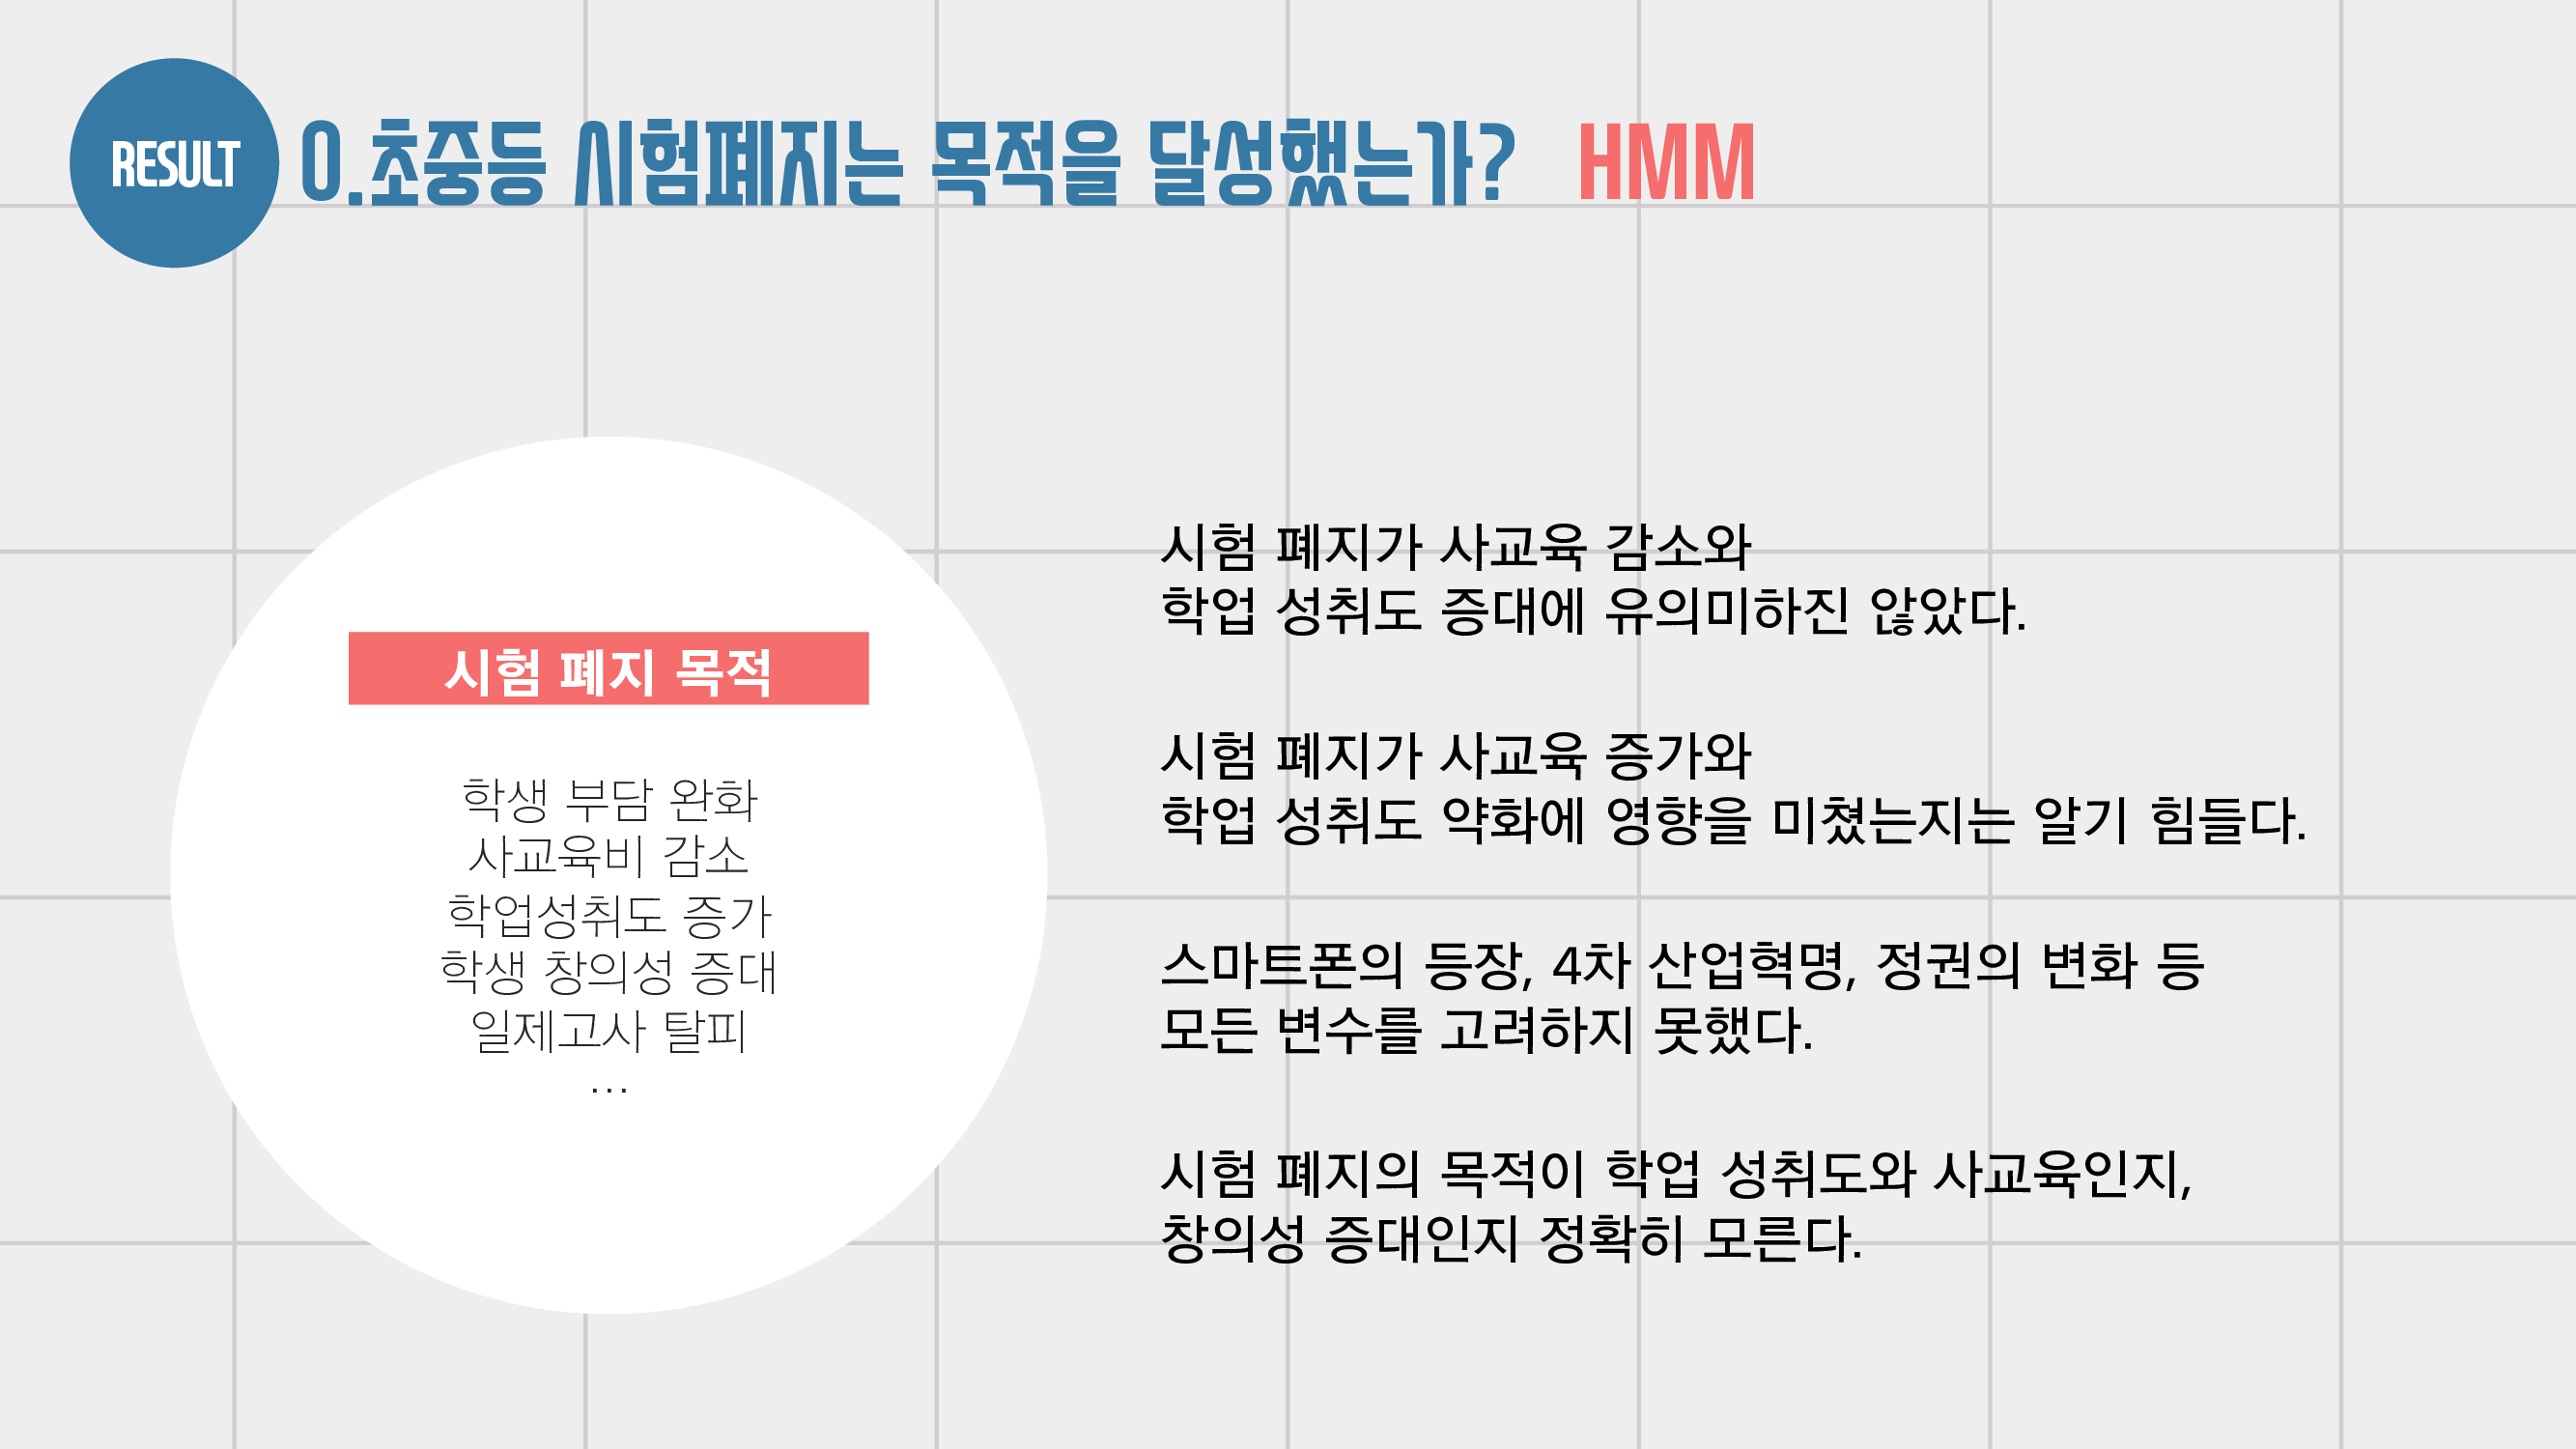 RESULT
0.초중등 시험폐지는 목적을 달성했는가? HMM
시험 폐지 목적
학생 부담 완화
사교육비 감소
학업성취도 증가
학생 창의성 증대
일제고사 탈피
...
시험 폐지가 사교육 감소와
학업 성취도 증대에 유의미하진 않았다.
시험 폐지가 사교육 증가와
학업 성취도 약화에 영향을 미쳤는지는 알기 힘들다.
스마트폰의 등장, 4차 산업혁명, 정권의 변화 등
모든 변수를 고려하지 못했다.
시험 폐지의 목적이 학업 성취도와 사교육인지,
창의성 증대인지 정확히 모른다.